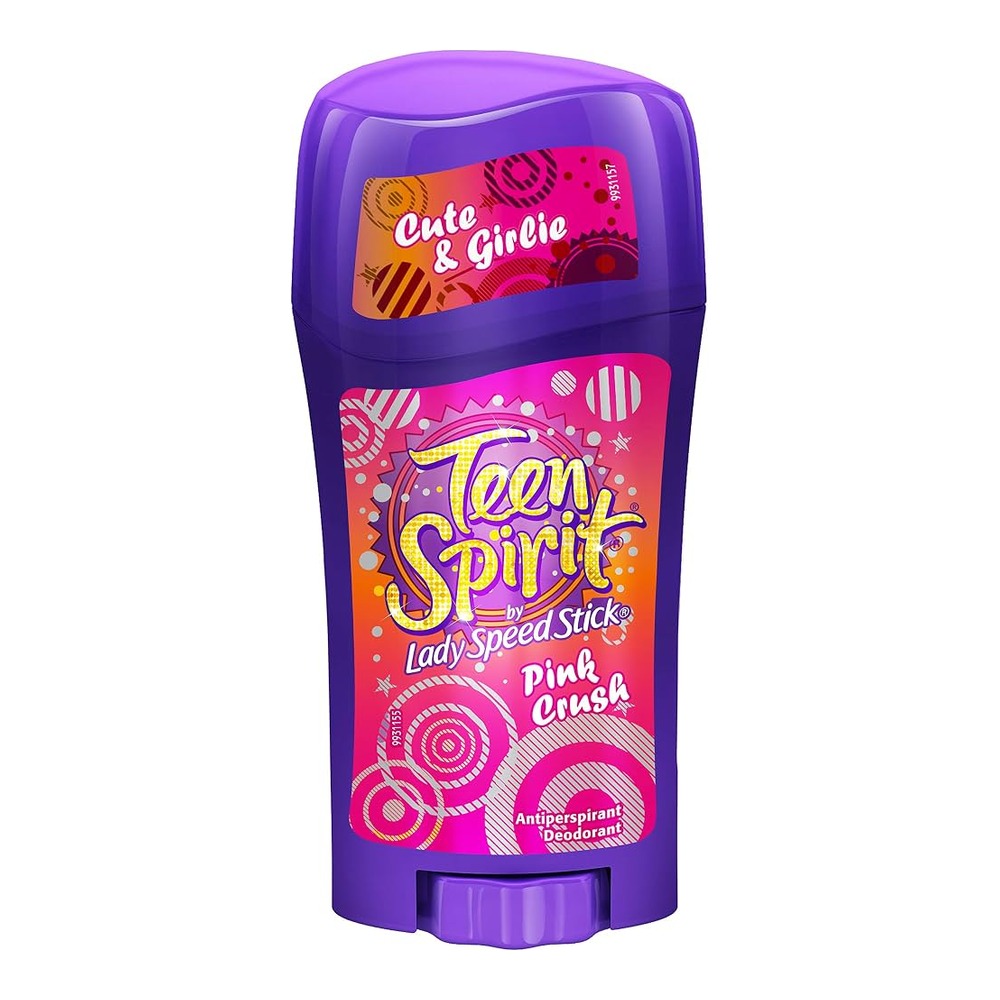 9931157
Cute
& Girlie
Teen
Spirit®
®
by
Lady Speed Stick®
Pink
Crush
9931155
Antiperspirant
Deodorant